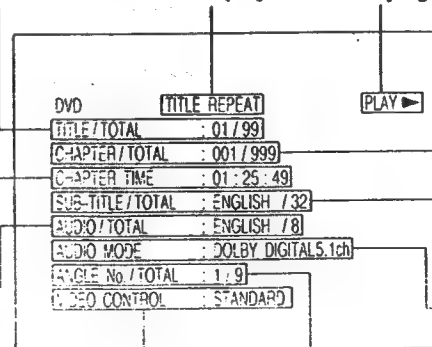 DVD TITLE REPEAT PLAY
TITLE / TOTAL : 01 / 99
CHAPTER / TOTAL : 001 / 999
CHAPTER TIME : 01 : 25 : 49
SUB-TITLE / TOTAL : ENGLISH / 32
AUDIO / TOTAL : ENGLISH / 8
AUDIO MODE : DOLBY DIGITAL5.1ch
ANGLE No / TOTAL : 1 / 9
VIDEO CONTROL : STANDARD